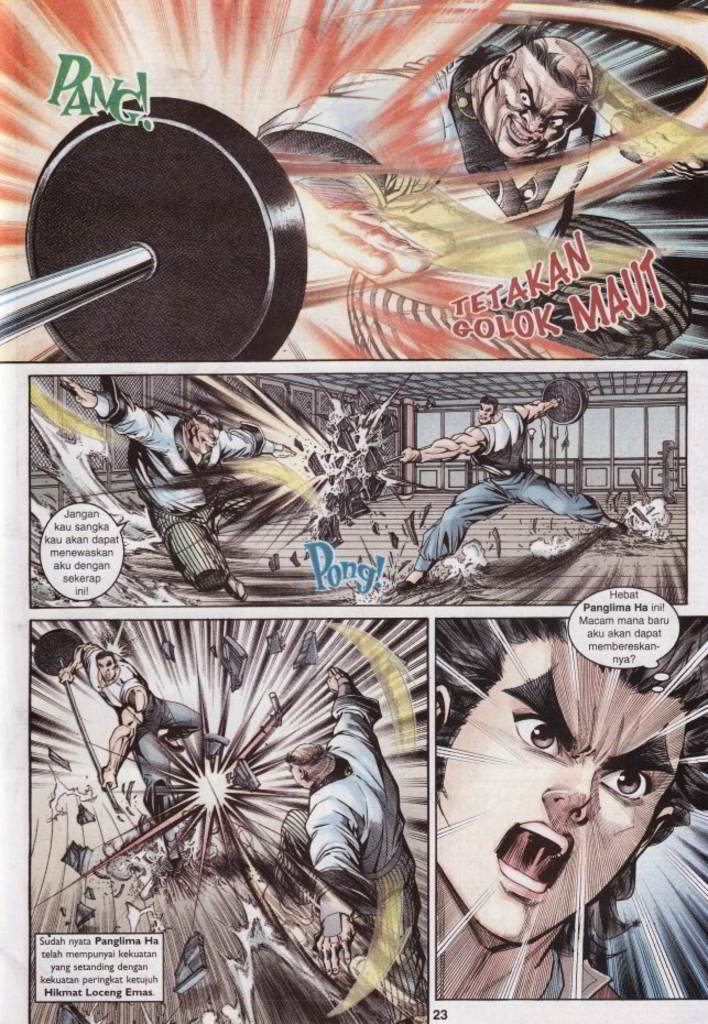 PANG!
TETAKAN
GOLOK MAUT
Jangan
kau sangka
kau akan dapat
menewaskan
aku dengan
sekerap
ini!
Pong!
Hebat
Panglima Ha ini!
Macam mana baru
aku akan dapat
membereskan-
nya?
Sudah nyata Panglima Ha
telah mempunyai kekuatan
yang setanding dengan
kekuatan peringkat ketujuh
Hikmat Loceng Emas.
23